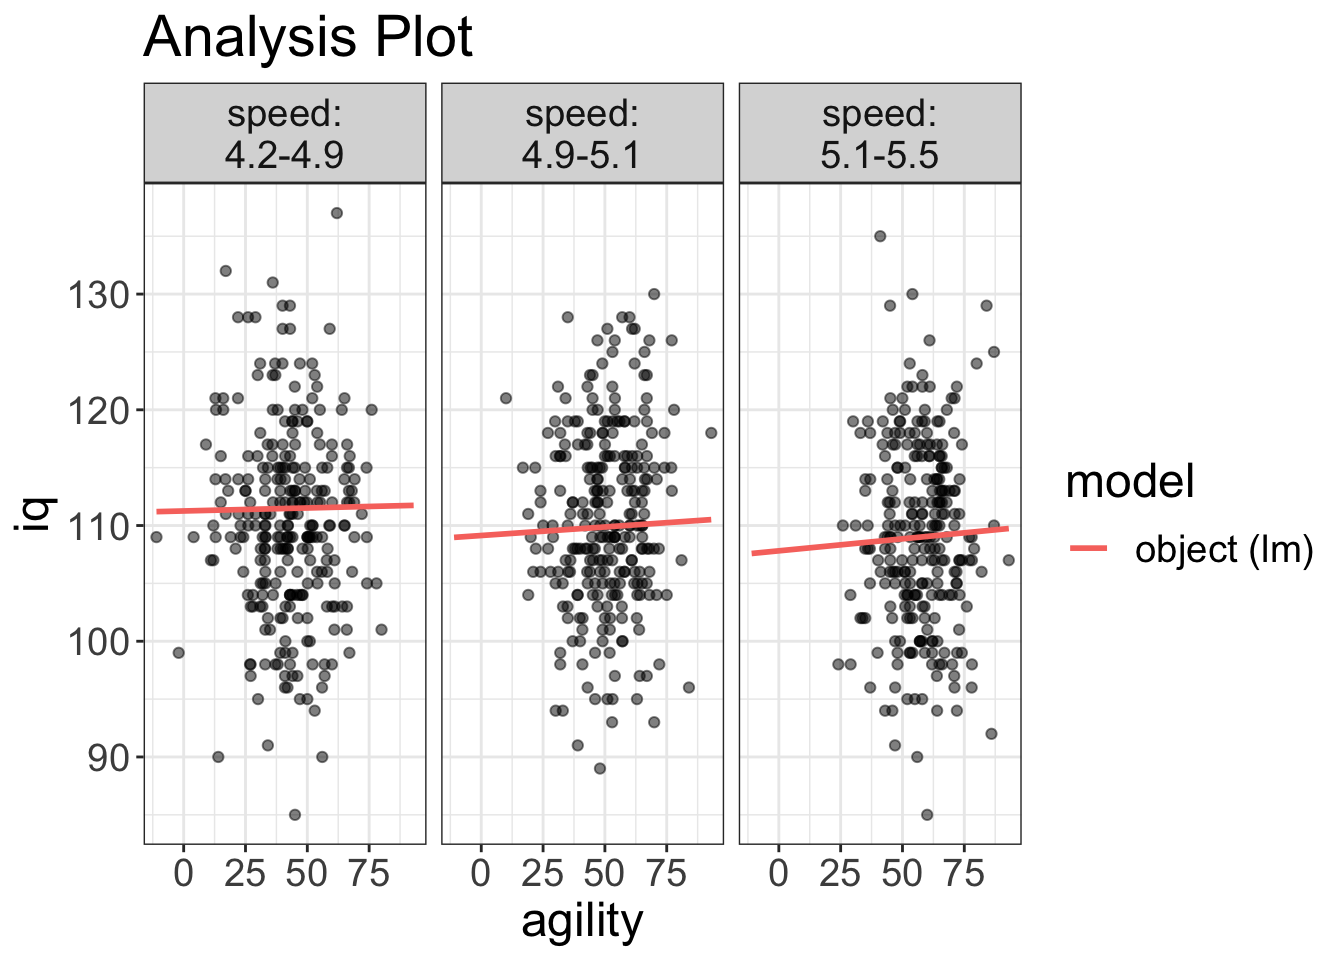 Analysis Plot
speed:
4.2-4.9
speed:
4.9-5.1
speed:
5.1-5.5
130
120
110
100
90
iq
0 25 50 75
0 25 50 75
0 25 50 75
agility
model
object (lm)